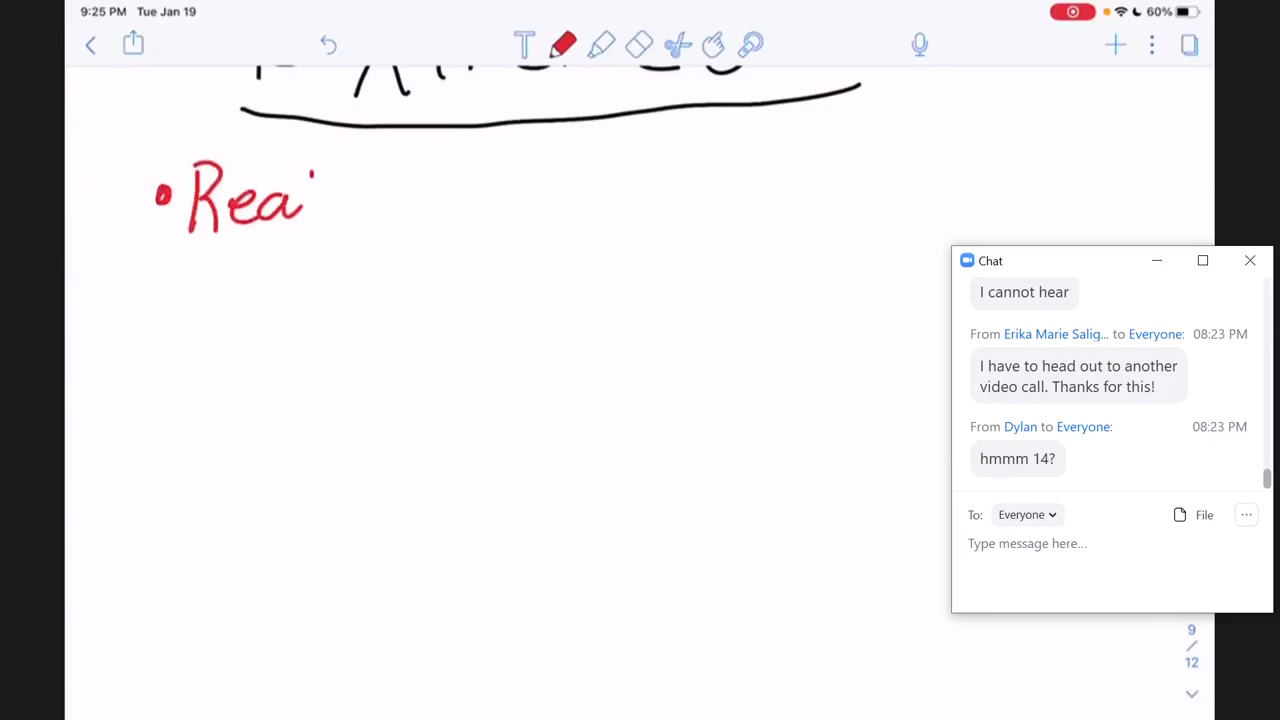 9:25 PM Tue Jan 19
60%
• Rea
Chat
I cannot hear
From Erika Marie Salig... to Everyone: 08:23 PM
I have to head out to another
video call. Thanks for this!
From Dylan to Everyone: 08:23 PM
hmmm 14?
To: Everyone File ...
Type message here...
9
/
12